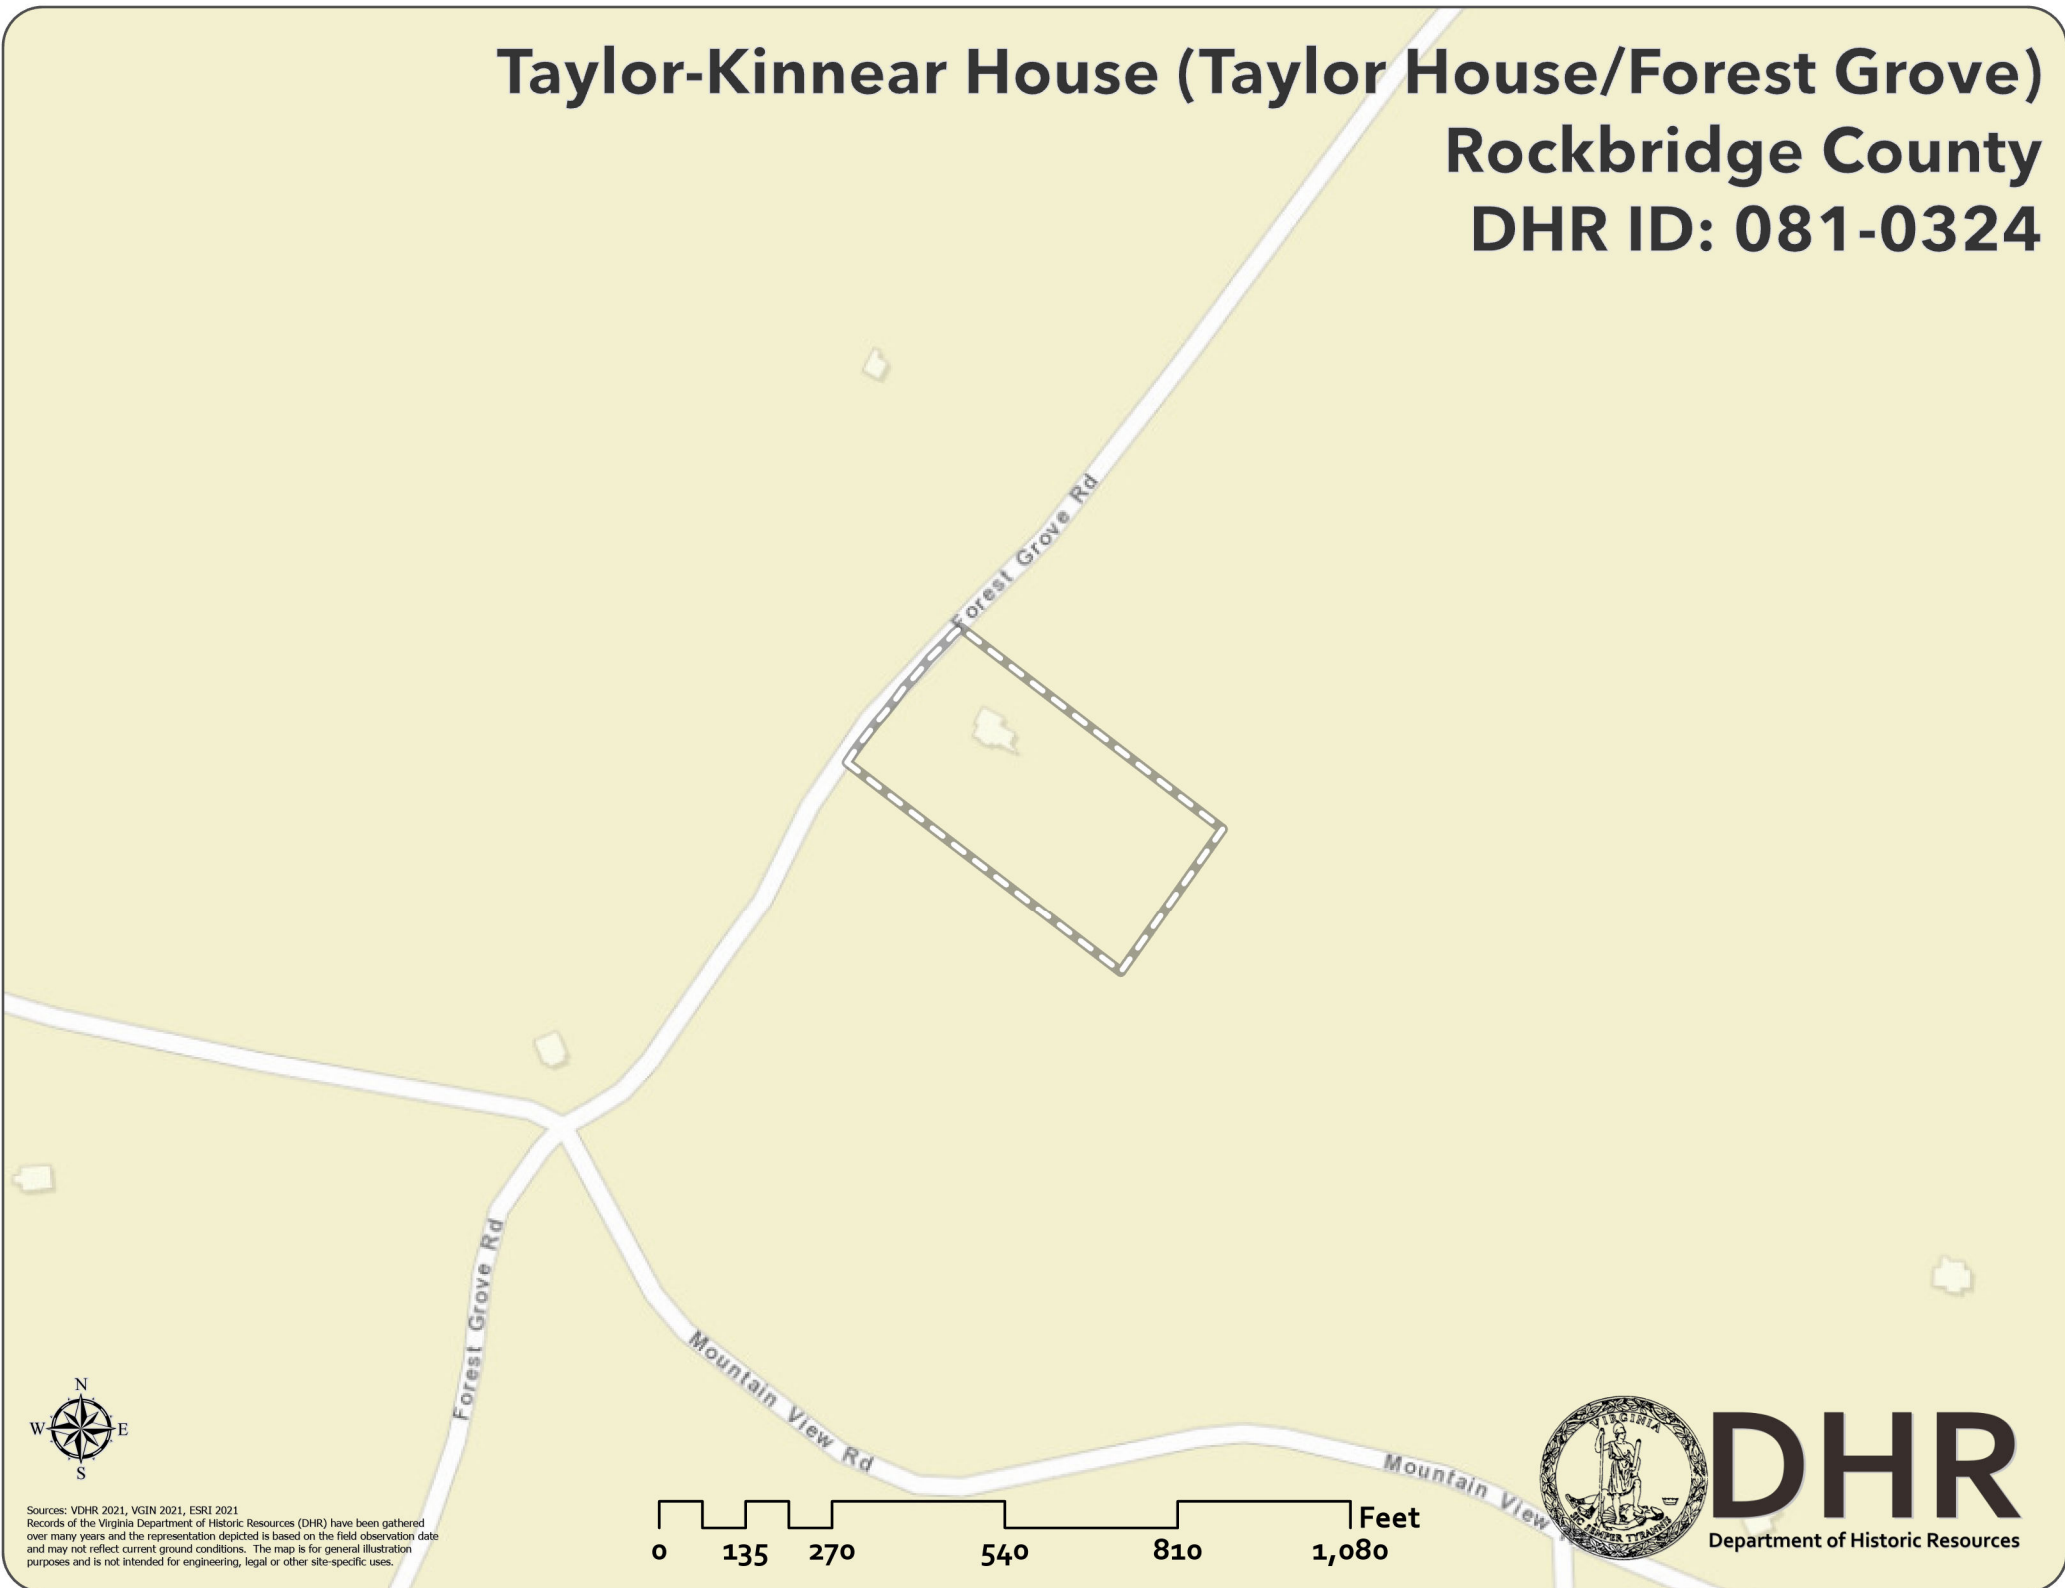 Taylor-Kinnear House (Taylor House/Forest Grove)
Rockbridge County
DHR ID: 081-0324
Forest Grove Rd
Forest Grove Rd
Mountain View Rd
Mountain View
N
W E
S
Sources: VDHR 2021, VGIN 2021, ESRI 2021
Records of the Virginia Department of Historic Resources (DHR) have been gathered
over many years and the representation depicted is based on the field observation date
and may not reflect current ground conditions. The map is for general illustration
purposes and is not intended for engineering, legal or other site-specific uses.
Feet
0 135 270 540 810 1,080
VIRGINIA
SIC SEMPER TYRANNIS
DHR
Department of Historic Resources